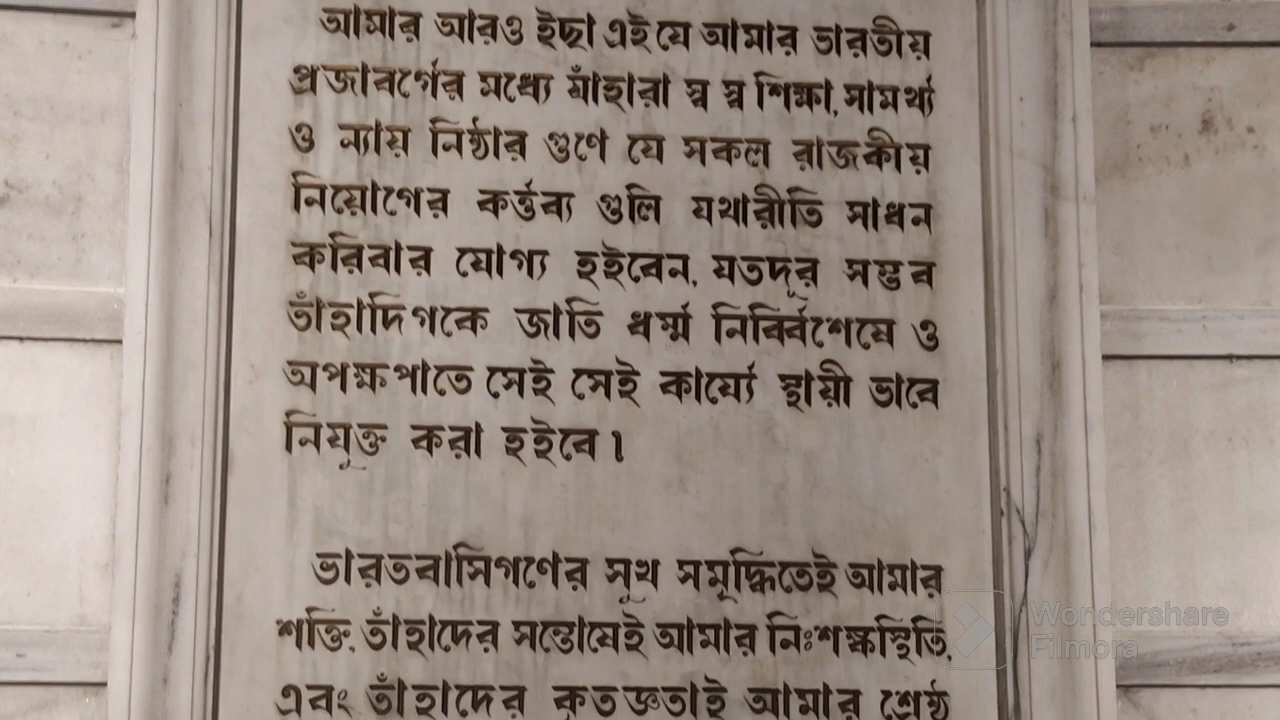 আমার আরও ইচ্ছা এই যে আমার ভারতীয়
প্রজাবর্গের মধ্যে যাঁহারা স্ব স্ব শিক্ষা, সামর্থ্য
ও ন্যায় নিষ্ঠার গুণে যে সকল রাজকীয়
নিয়োগের কর্ত্তব্য গুলি যথারীতি সাধন
করিবার যোগ্য হইবেন, যতদূর সম্ভব
তাঁহাদিগকে জাতি ধর্ম্ম নির্ব্বিশেষে ও
অপক্ষপাতে সেই সেই কার্য্যে স্থায়ী ভাবে
নিযুক্ত করা হইবে।
ভারতবাসিগণের সুখ সমৃদ্ধিতেই আমার
শক্তি, তাঁহাদের সন্তোষেই আমার নিঃশঙ্কস্থিতি,
এবং তাঁহাদের কৃতজ্ঞতাই আমার শ্রেষ্ঠ
Wondershare
Filmora